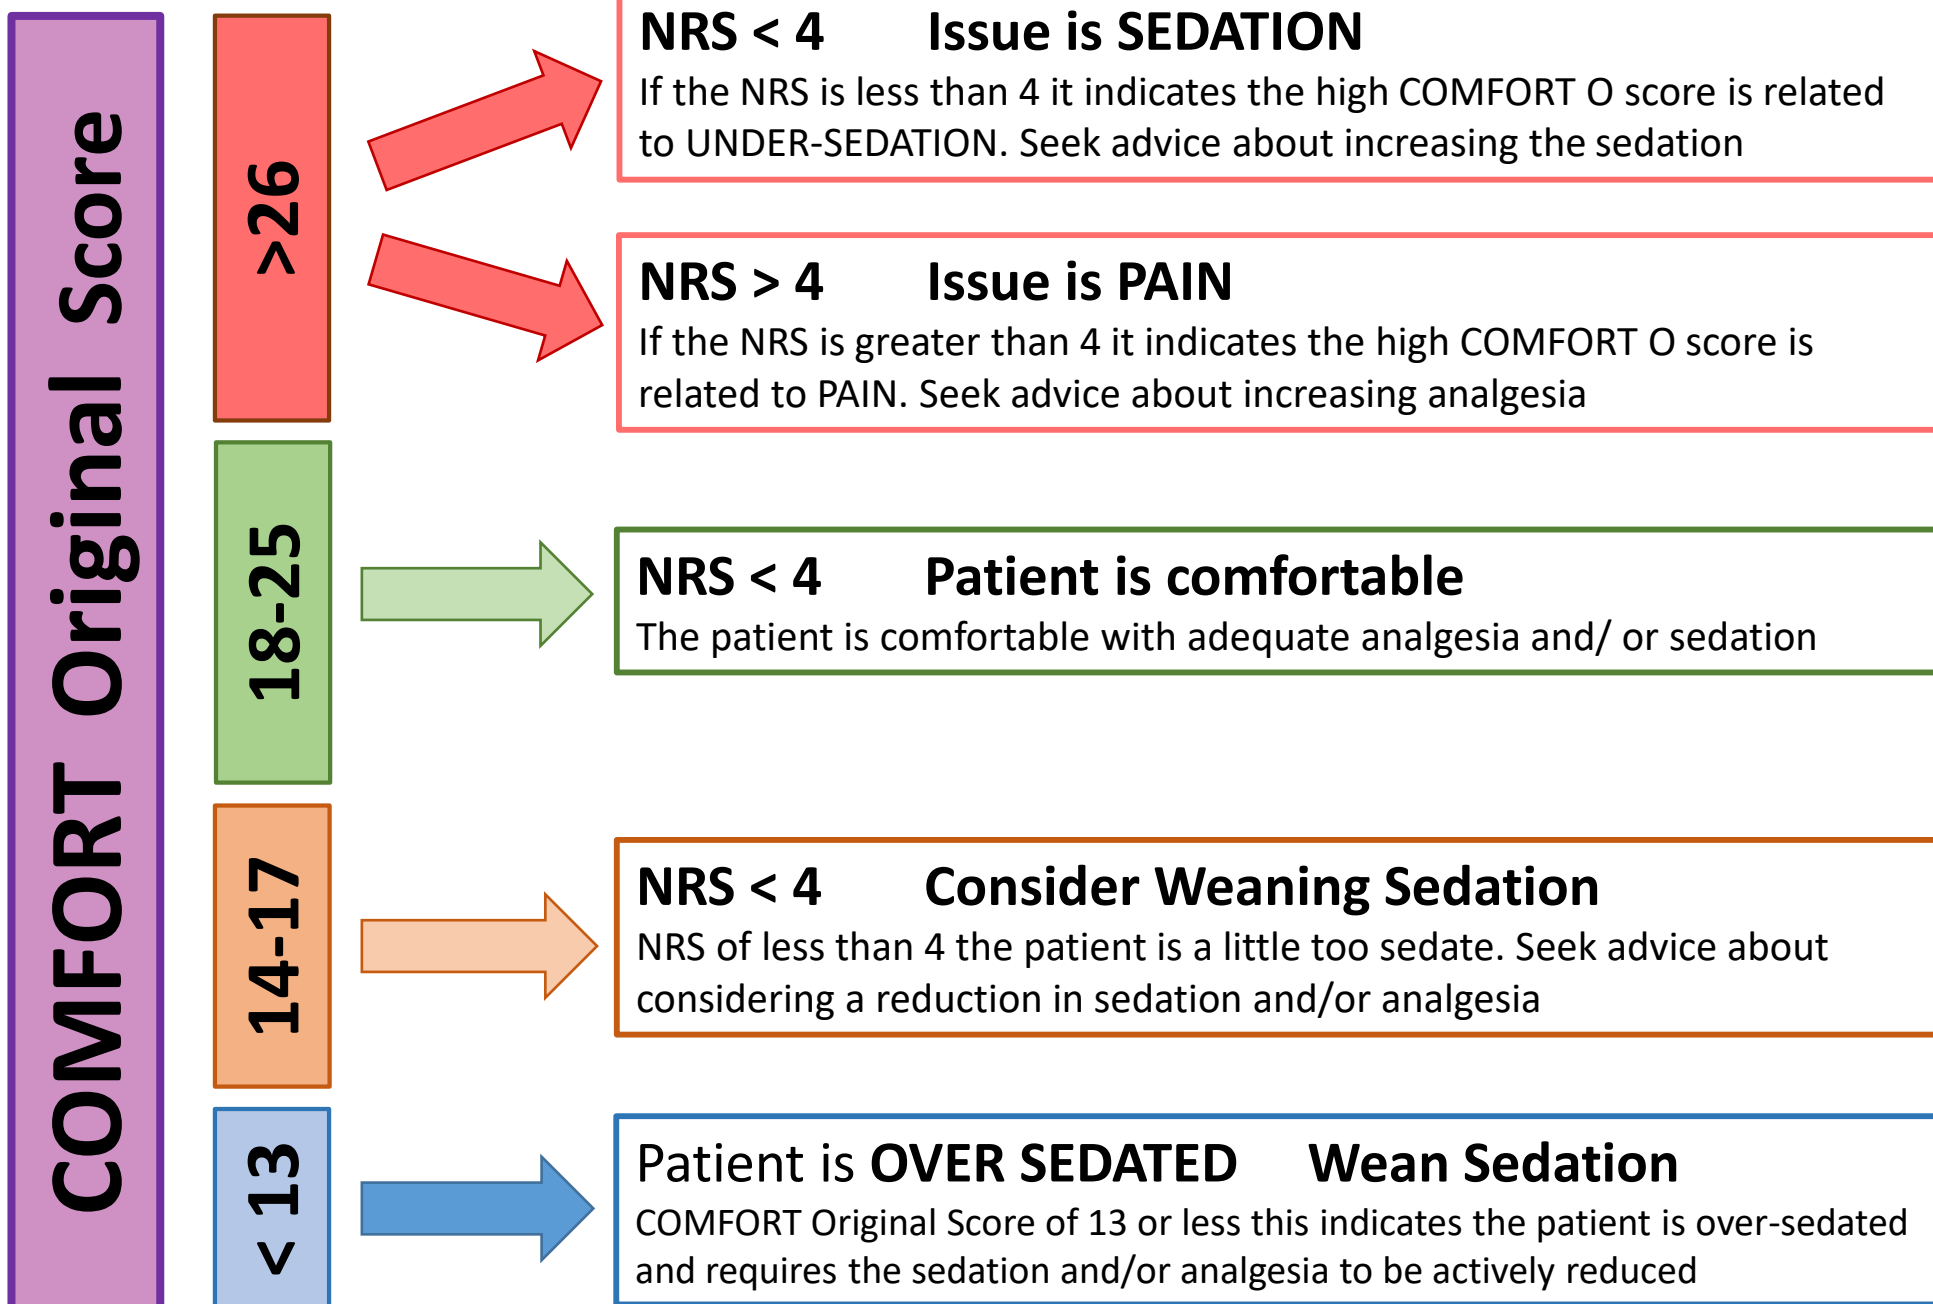 COMFORT Original Score
>26
NRS < 4 Issue is SEDATION
If the NRS is less than 4 it indicates the high COMFORT O score is related
to UNDER-SEDATION. Seek advice about increasing the sedation
NRS > 4 Issue is PAIN
If the NRS is greater than 4 it indicates the high COMFORT O score is
related to PAIN. Seek advice about increasing analgesia
18-25
NRS < 4 Patient is comfortable
The patient is comfortable with adequate analgesia and/ or sedation
14-17
NRS < 4 Consider Weaning Sedation
NRS of less than 4 the patient is a little too sedate. Seek advice about
considering a reduction in sedation and/or analgesia
< 13
Patient is OVER SEDATED Wean Sedation
COMFORT Original Score of 13 or less this indicates the patient is over-sedated
and requires the sedation and/or analgesia to be actively reduced